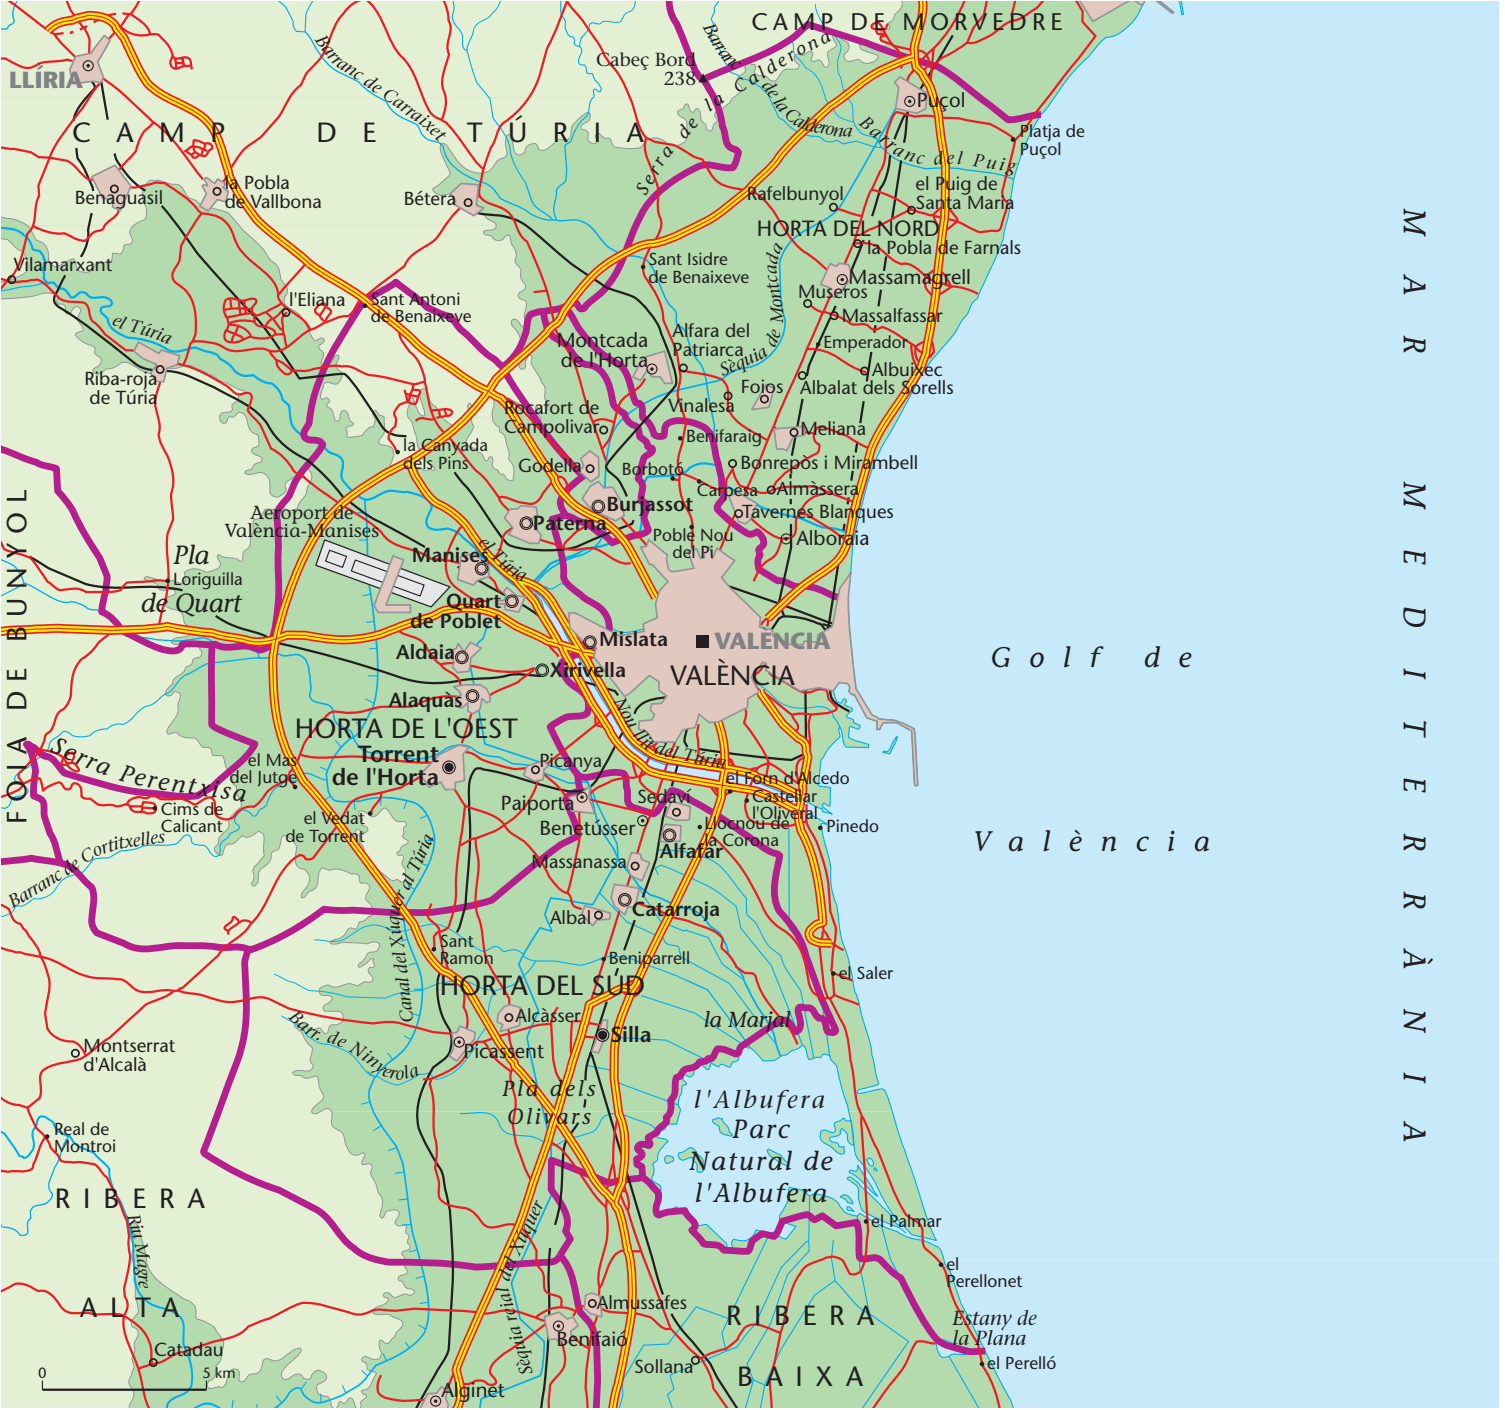 CAMP DE MORVEDRE
Barranc de Carraixet
Barranc
de la Calderona
Cabeç Bord
238
Serra de la Calderona
LLÍRIA
Puçol
CAMP DE TÚRIA
Barranc del Puig
Platja de
Puçol
la Pobla
de Vallbona
Benaguasil
Bétera
Rafelbunyol
el Puig de
Santa Maria
HORTA DEL NORD
la Pobla de Farnals
Vilamarxant
Sant Isidre
de Benaixeve
Massamagrell
Museros
l'Eliana
Sant Antoni
de Benaixeve
Massalfassar
el Túria
Montcada
de l'Horta
Alfara del
Patriarca
Sèquia de Montcada
Emperador
Albuixec
Riba-roja
de Túria
Fojos
Albalat dels Sorells
Rocafort de
Campolivar
Vinalesa
Meliana
Benifaraig
la Canyada
dels Pins
Godella
Borbotó
Bonrepòs i Mirambell
Carpesa
Almàssera
Burjassot
Aeroport de
València-Manises
Paterna
Tavernes Blanques
Poble Nou
del Pi
Alboraia
el Túria
Manises
Pla
de Quart
Loriguilla
Quart
de Poblet
FOIA DE BUNYOL
Mislata
VALÈNCIA
VALÈNCIA
Aldaia
Xirivella
Alaquàs
Golf de
València
MAR MEDITERRÀNIA
HORTA DE L'OEST
Nou llit del Túria
Serra Perentxisa
el Mas
del Jutge
Torrent
de l'Horta
Picanya
el Forn d'Alcedo
Sedaví
Castellar
l'Oliveral
Paiporta
Cims de
Calicant
el Vedat
de Torrent
Benetússer
Llocnou de
la Corona
Pinedo
Alfafar
Barranc de Cortitxelles
Massanassa
Canal del Xúquer al Túria
Catarroja
Albal
Sant
Ramon
Beniparrell
el Saler
HORTA DEL SUD
Alcàsser
la Marjal
Barr. de Ninyerola
Silla
Picassent
Montserrat
d'Alcalà
Pla dels
Olivars
l'Albufera
Parc
Natural de
l'Albufera
Real de
Montroi
RIBERA
ALTA
Riu Magre
el Palmar
Sèquia reial del Xúquer
el
Perellonet
Almussafes
RIBERA
BAIXA
Estany de
la Plana
Benifaió
Catadau
Sollana
el Perelló
0 5 km
Alginet